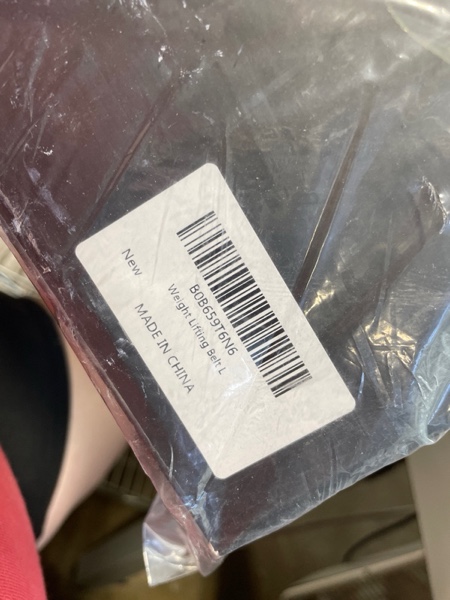 B0B659T6N6
Weight Lifting Belt L
New
MADE IN CHINA